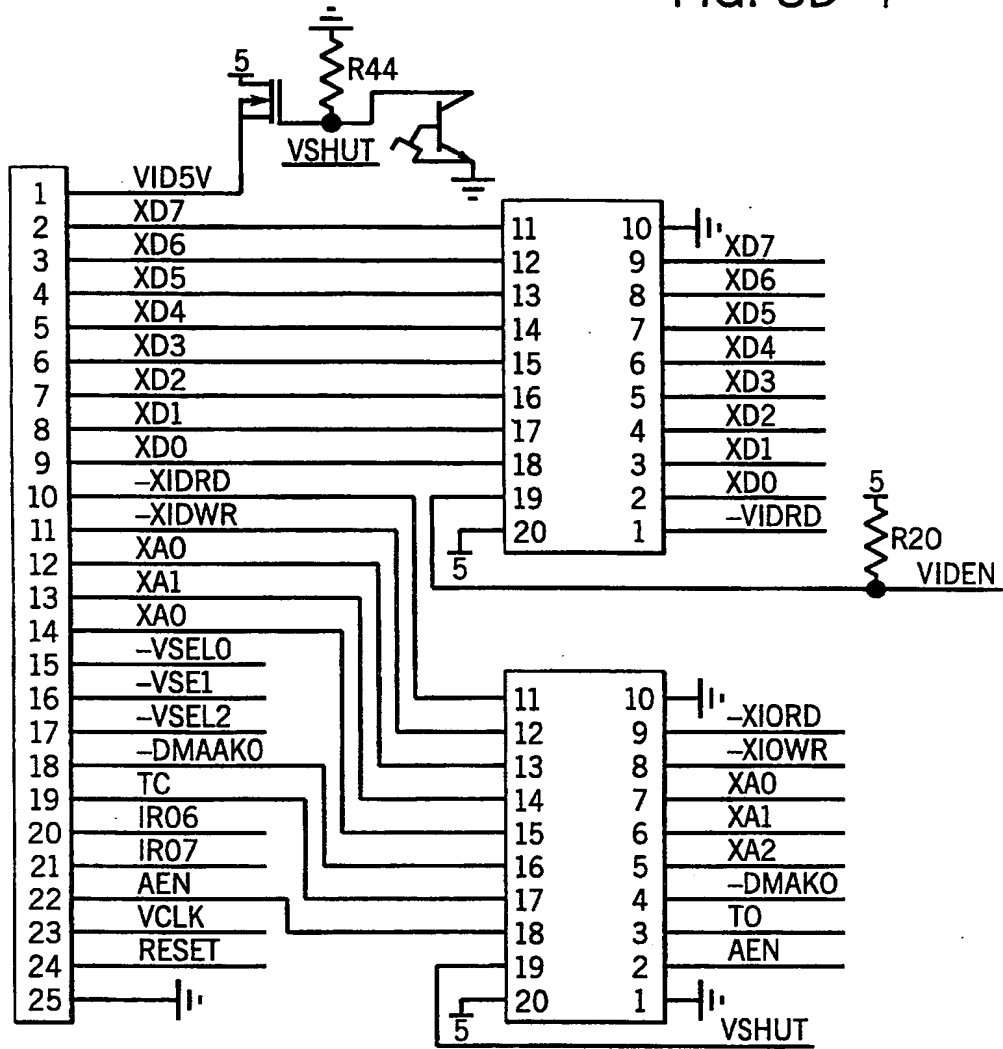 5
R44
VSHUT
1 VID5V
2 XD7 11 10
3 XD6 12 9 XD7
4 XD5 13 8 XD6
5 XD4 14 7 XD5
6 XD3 15 6 XD4
7 XD2 16 5 XD3
8 XD1 17 4 XD2
9 XD0 18 3 XD1
10 -XIDRD 19 2 XD0 5
11 -XIDWR 20 1 -VIDRD R20
12 XA0 5 VIDEN
13 XA1
14 XA0
15 -VSEL0
16 -VSE1 11 10
17 -VSEL2 12 9 -XIORD
18 -DMAAK0 13 8 -XIOWR
19 TC 14 7 XA0
20 IR06 15 6 XA1
21 IR07 16 5 XA2
22 AEN 17 4 -DMAK0
23 VCLK 18 3 TO
24 RESET 19 2 AEN
25 20 1
5 VSHUT